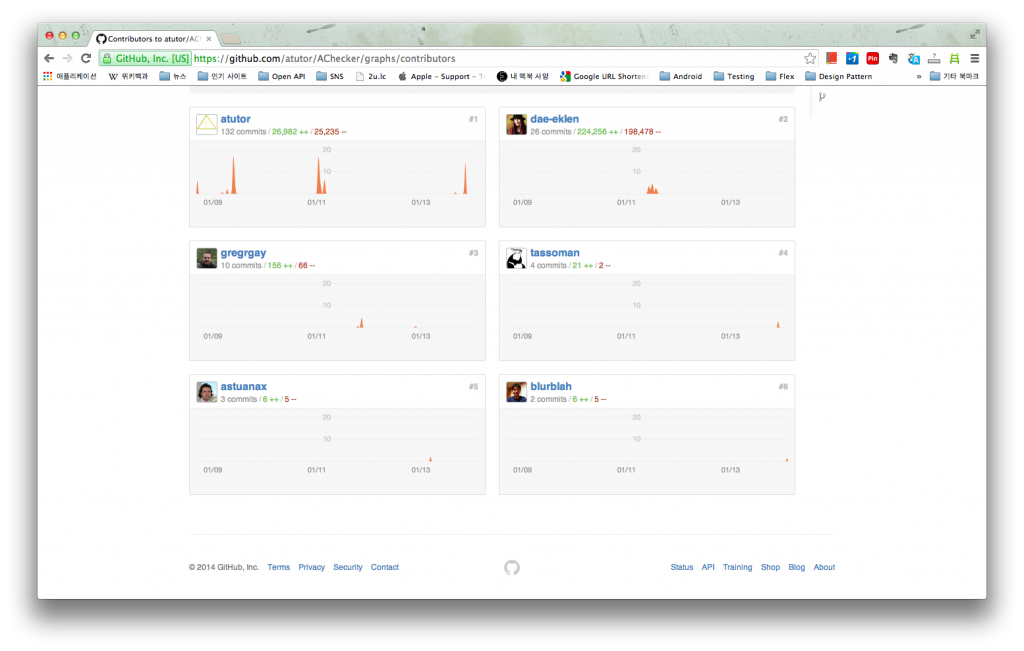 Contributors to atutor/AC
GitHub, Inc. [US] https://github.com/atutor/AChecker/graphs/contributors
애플리케이션 위키백과 뉴스 인기 사이트 Open API SNS 2u.lc Apple - Support - 내 맥북 사양 Google URL Shortene Android Testing Flex Design Pattern » 기타 북마크
atutor #1
132 commits / 26,982 ++ / 25,235 --
20
10
01/09 01/11 01/13
dae-eklen #2
26 commits / 224,256 ++ / 198,478 --
20
10
01/09 01/11 01/13
gregrgay #3
10 commits / 156 ++ / 66 --
20
10
01/09 01/11 01/13
tassoman #4
4 commits / 21 ++ / 2 --
20
10
01/09 01/11 01/13
astuanax #5
3 commits / 6 ++ / 5 --
20
10
01/09 01/11 01/13
blurblah #6
2 commits / 6 ++ / 5 --
20
10
01/09 01/11 01/13
© 2014 GitHub, Inc. Terms Privacy Security Contact Status API Training Shop Blog About